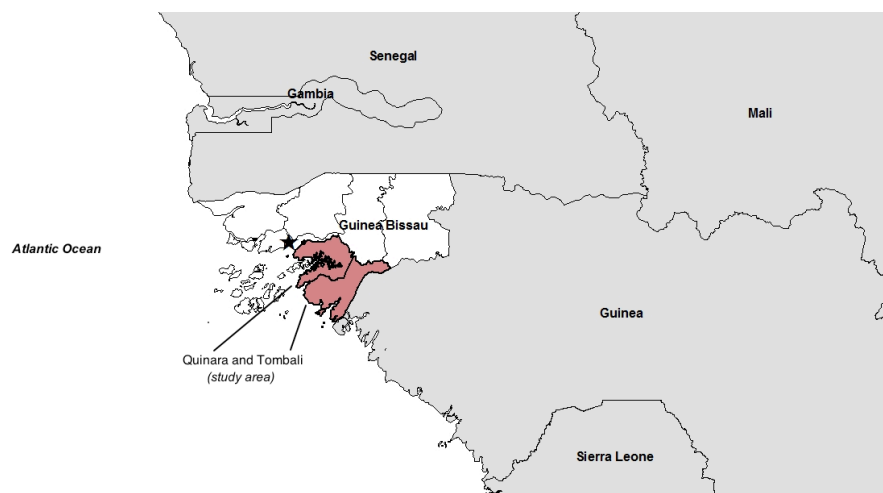 Senegal
Gambia
Mali
Guinea Bissau
Atlantic Ocean
Guinea
Quinara and Tombali
(study area)
Sierra Leone